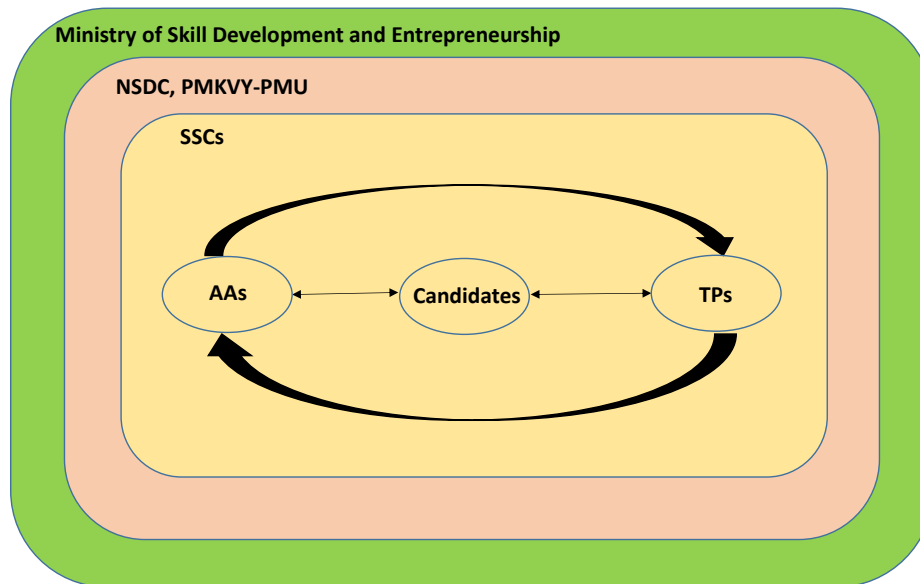 Ministry of Skill Development and Entrepreneurship
NSDC, PMKVY-PMU
SSCs
AAs
Candidates
TPs